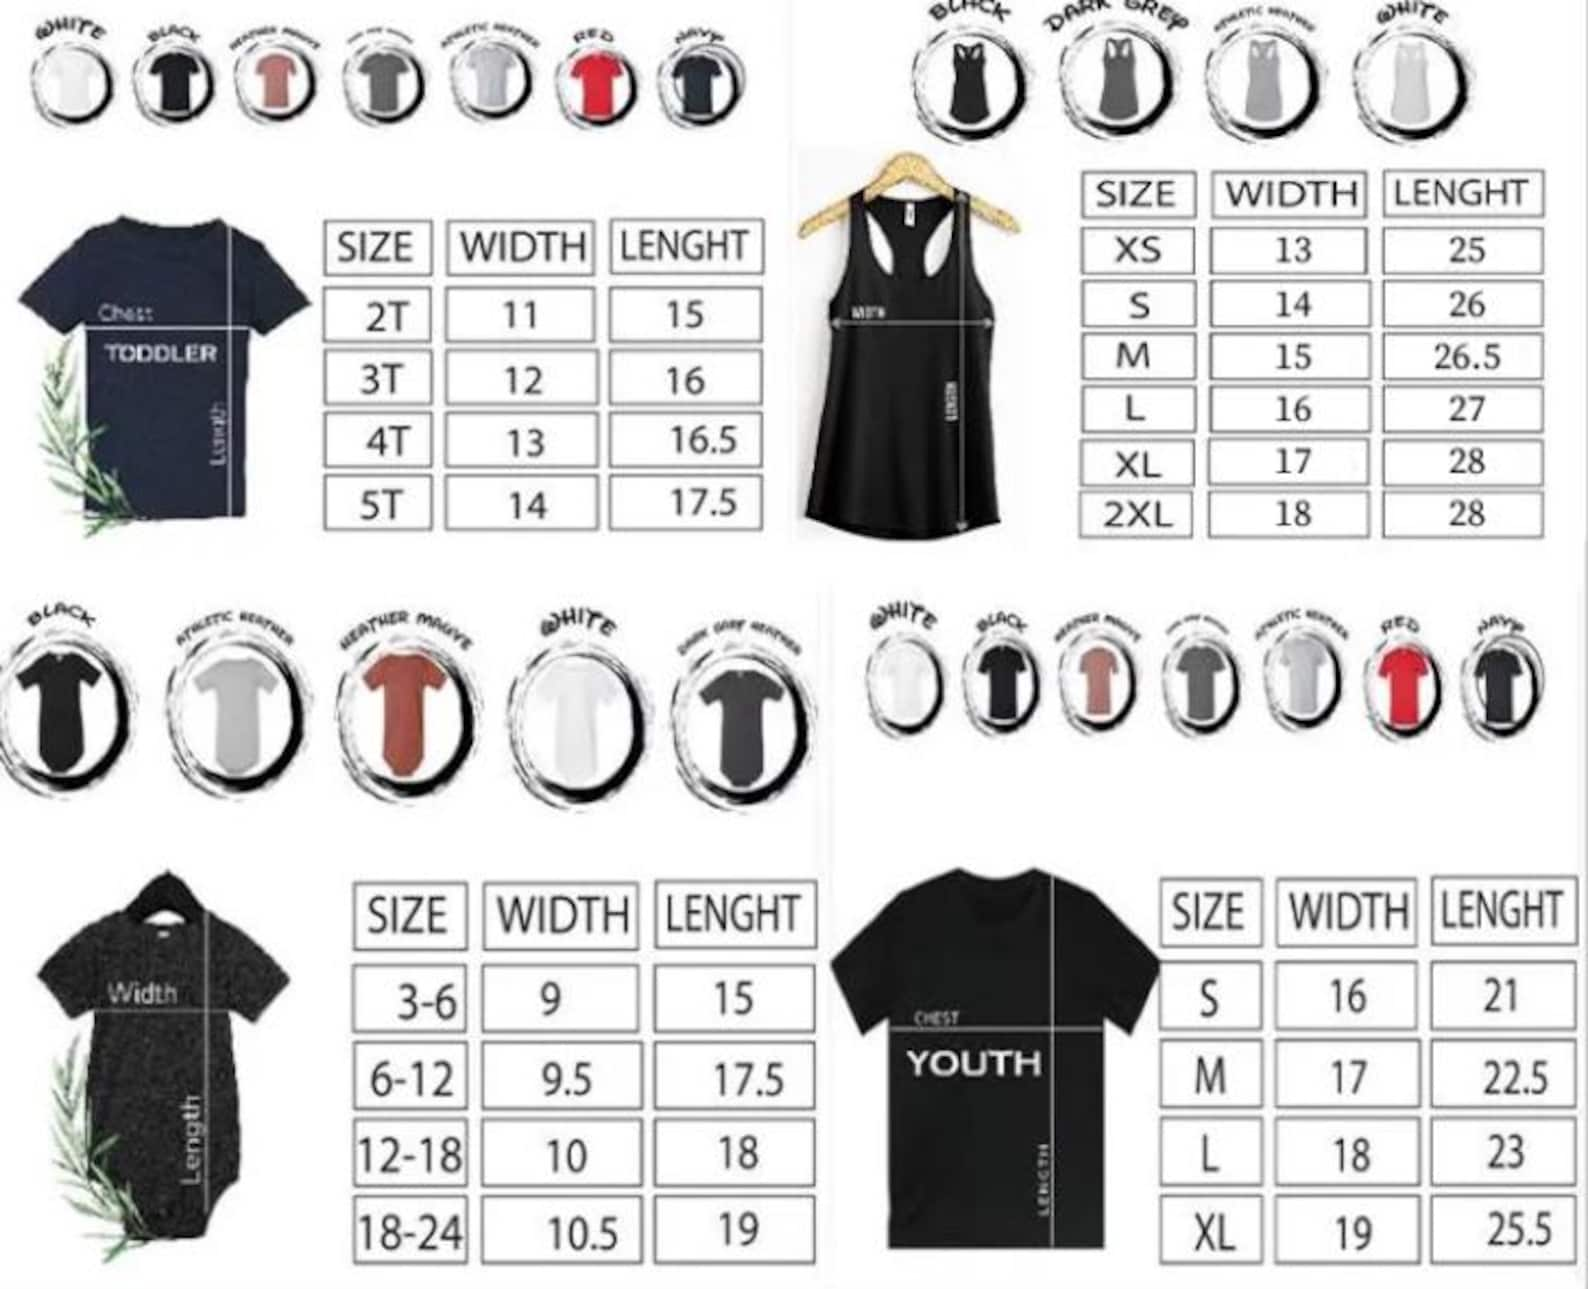 WHITE BLACK HEATHER MAUVE ATHLETIC HEATHER RED NAVY
Chest
TODDLER
Length
SIZE WIDTH LENGHT
2T 11 15
3T 12 16
4T 13 16.5
5T 14 17.5
BLACK DARK GREY ATHLETIC HEATHER WHITE
WIDTH
LENGHT
SIZE WIDTH LENGHT
XS 13 25
S 14 26
M 15 26.5
L 16 27
XL 17 28
2XL 18 28
BLACK ATHLETIC HEATHER HEATHER MAUVE WHITE DARK GREY HEATHER
Width
Length
SIZE WIDTH LENGHT
3-6 9 15
6-12 9.5 17.5
12-18 10 18
18-24 10.5 19
WHITE BLACK HEATHER MAUVE ATHLETIC HEATHER RED NAVY
CHEST
YOUTH
LENGTH
SIZE WIDTH LENGHT
S 16 21
M 17 22.5
L 18 23
XL 19 25.5